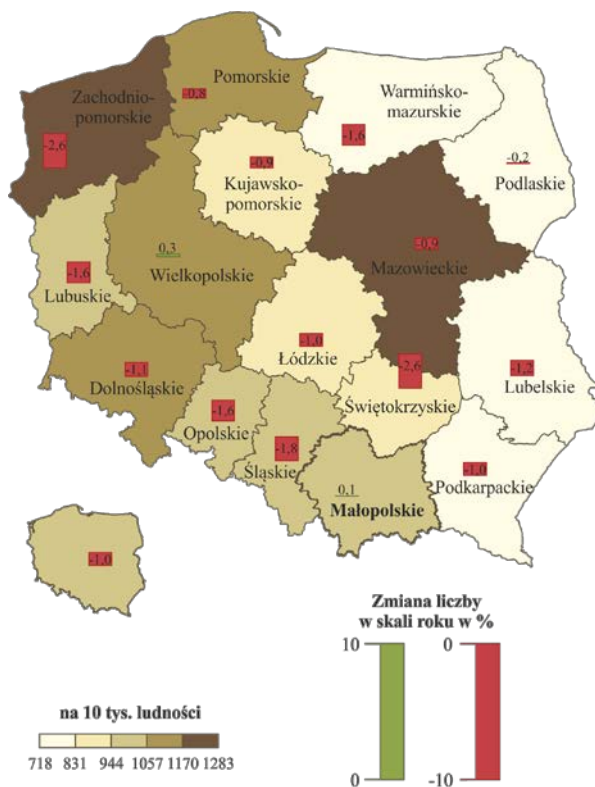 Pomorskie
-0,8
Zachodnio-
pomorskie
-2,6
Warmińsko-
mazurskie
-1,6
-0,2
Podlaskie
-0,9
Kujawsko-
pomorskie
0,3
Wielkopolskie
-0,9
Mazowieckie
-1,6
Lubuskie
-1,0
Łódzkie
-1,1
Dolnośląskie
-2,6
Świętokrzyskie
-1,2
Lubelskie
-1,6
Opolskie
-1,8
Śląskie
0,1
Małopolskie
-1,0
Podkarpackie
-1,0
Zmiana liczby
w skali roku w %
10 0
0 -10
na 10 tys. ludności
718 831 944 1057 1170 1283